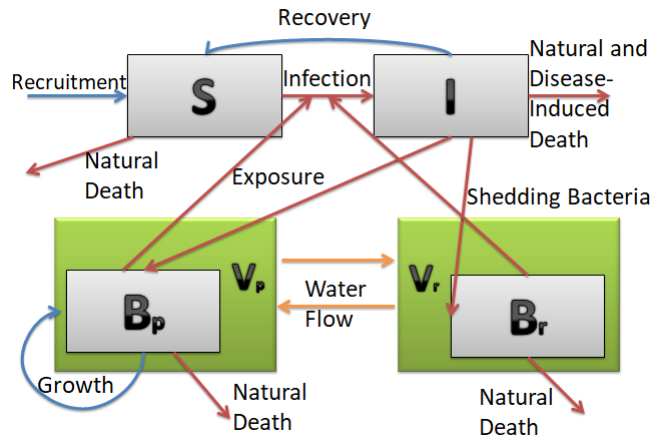 Recovery
Recruitment
S
Infection
I
Natural and
Disease-
Induced
Death
Natural
Death
Exposure
Shedding Bacteria
Vp
Vr
Water
Flow
Bp
Br
Growth
Natural
Death
Natural
Death